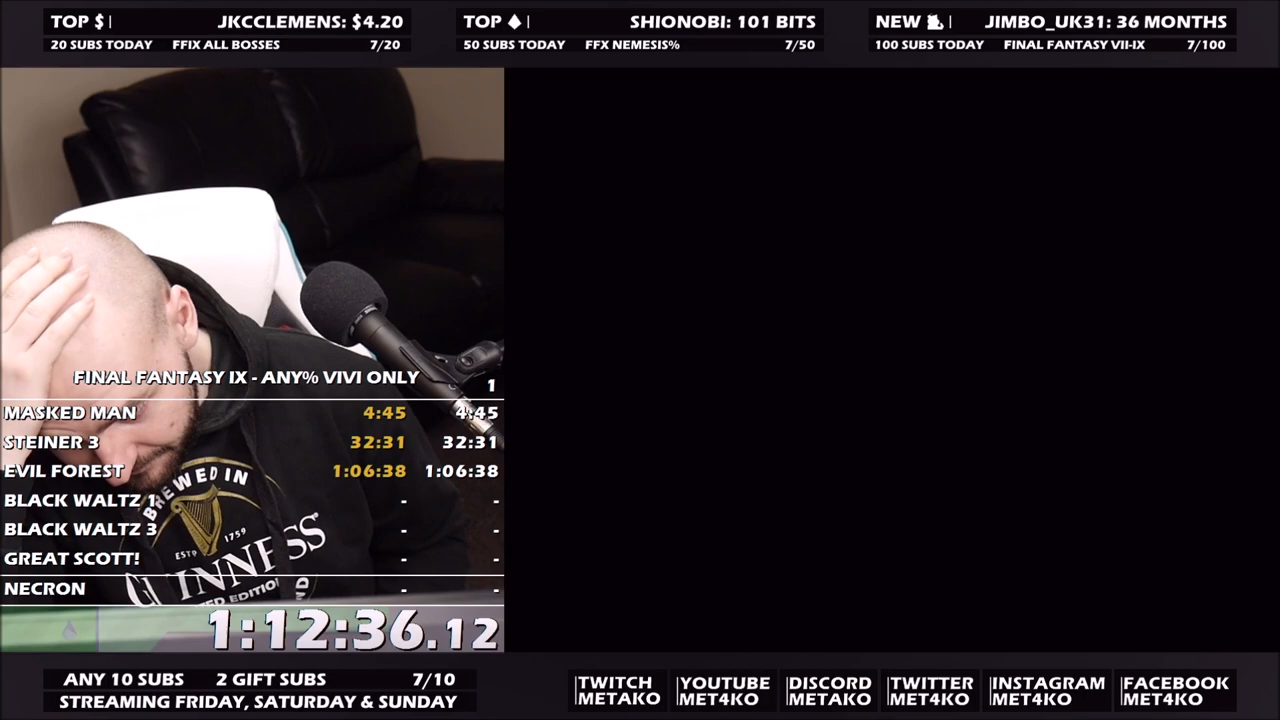 TOP $| JKCCLEMENS: $4.20
20 SUBS TODAY FFIX ALL BOSSES 7/20
TOP | SHIONOBI: 101 BITS
50 SUBS TODAY FFX NEMESIS% 7/50
NEW | JIMBO_UK31: 36 MONTHS
100 SUBS TODAY FINAL FANTASY VII-IX 7/100
FINAL FANTASY IX - ANY% VIVI ONLY 1
MASKED MAN 4:45 4:45
STEINER 3 32:31 32:31
EVIL FOREST 1:06:38 1:06:38
BLACK WALTZ 1 - -
BLACK WALTZ 3 - -
GREAT SCOTT! - -
NECRON - -
1:12:36.12
BREWED IN
ESTD 1759
GUINNESS
ANY 10 SUBS 2 GIFT SUBS 7/10
STREAMING FRIDAY, SATURDAY & SUNDAY
TWITCH
METAKO
YOUTUBE
MET4KO
DISCORD
METAKO
TWITTER
MET4KO
INSTAGRAM
MET4KO
FACEBOOK
MET4KO